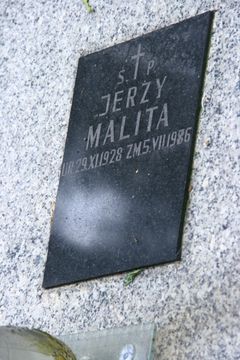 Ś † P
JERZY
MALITA
UR. 29.XI.1928 ZM.5.VII.1986